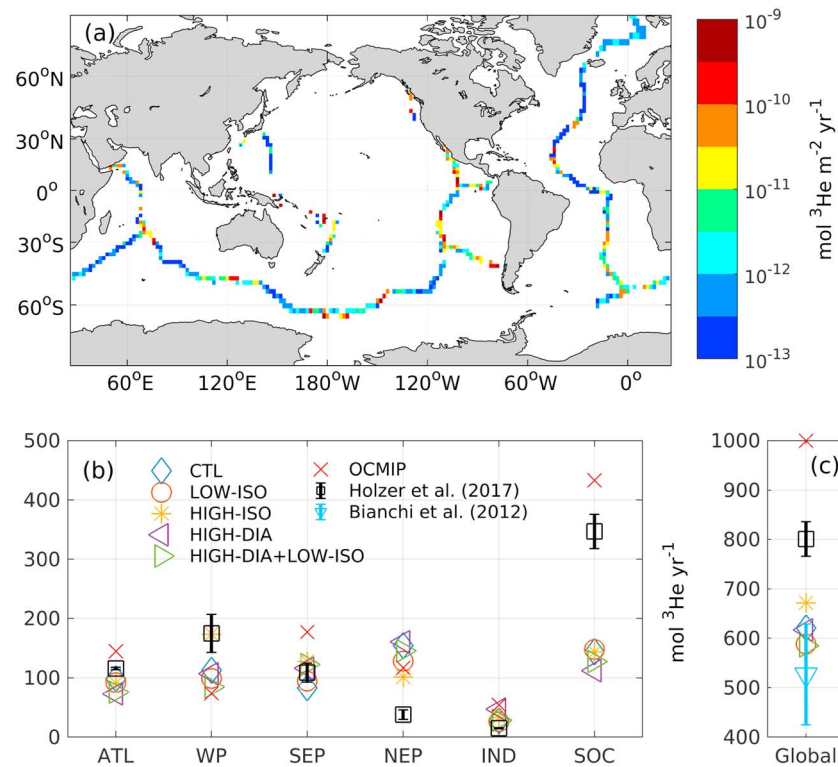 (a)
60°N
30°N
0°
30°S
60°S
60°E 120°E 180°W 120°W 60°W 0°
10⁻⁹
10⁻¹⁰
10⁻¹¹
10⁻¹²
10⁻¹³
mol ³He m⁻² yr⁻¹
(b)
500
400
300
200
100
0
CTL
LOW-ISO
HIGH-ISO
HIGH-DIA
HIGH-DIA+LOW-ISO
OCMIP
Holzer et al. (2017)
Bianchi et al. (2012)
ATL WP SEP NEP IND SOC
(c)
mol ³He yr⁻¹
1000
900
800
700
600
500
400
Global